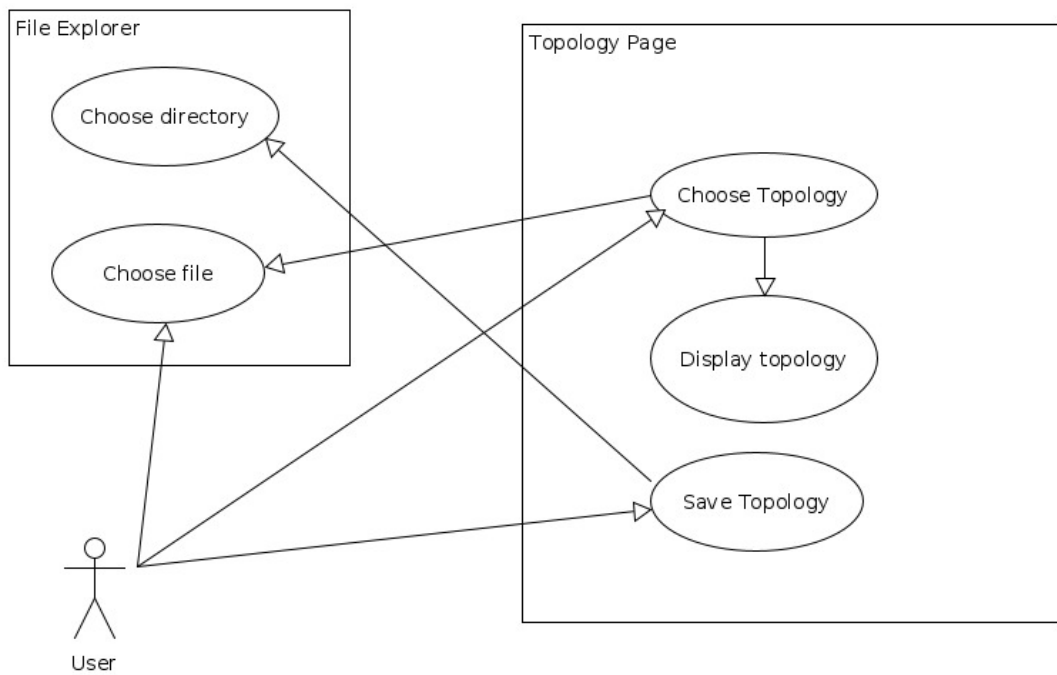 File Explorer
Choose directory
Choose file
Topology Page
Choose Topology
Display topology
Save Topology
User